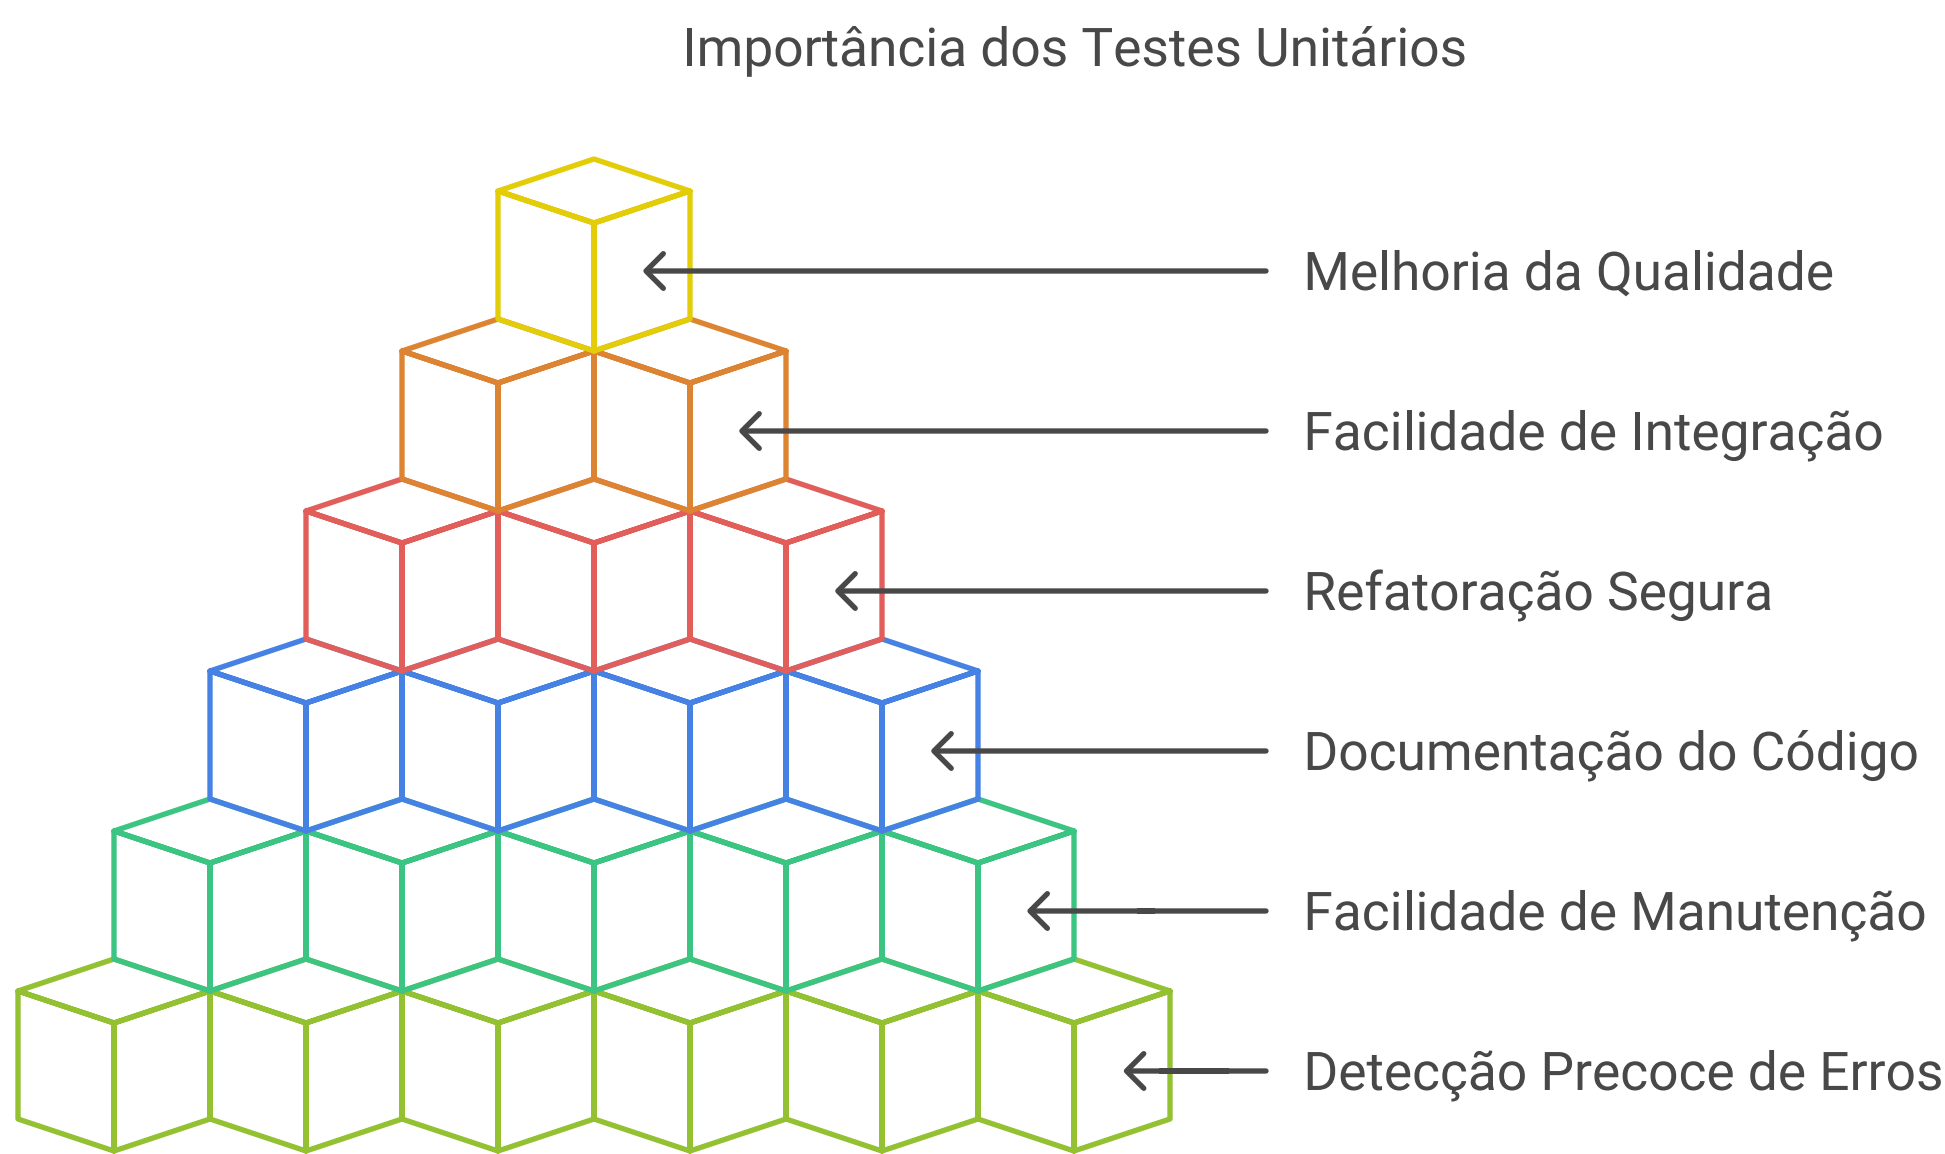 Importância dos Testes Unitários
Melhoria da Qualidade
Facilidade de Integração
Refatoração Segura
Documentação do Código
Facilidade de Manutenção
Detecção Precoce de Erros